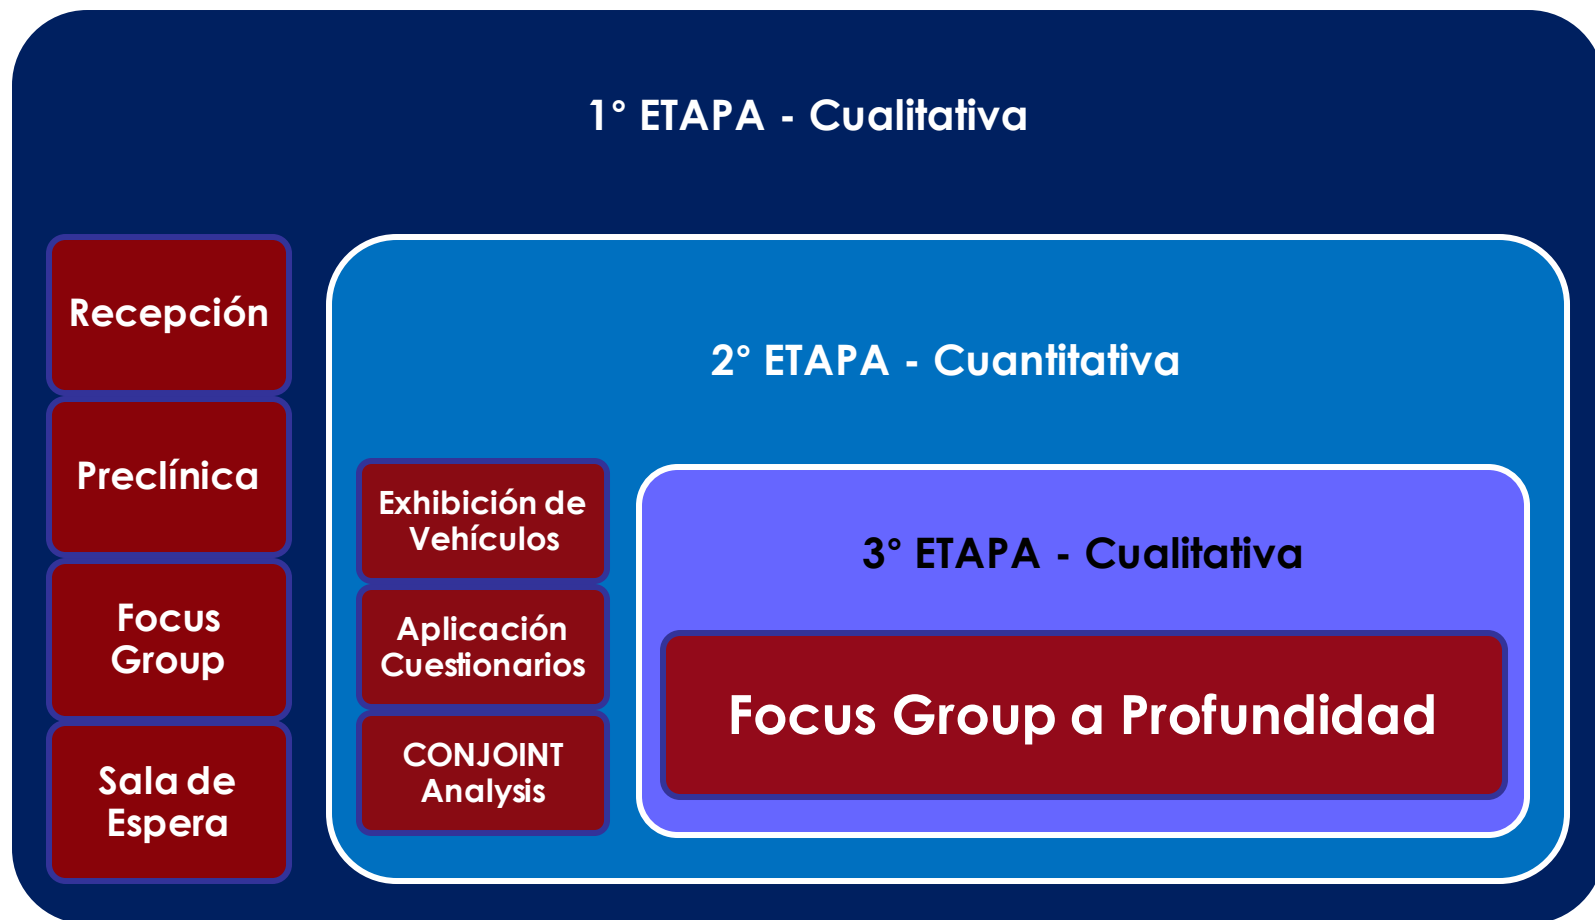 1° ETAPA - Cualitativa
Recepción
Preclínica
Focus
Group
Sala de
Espera
2° ETAPA - Cuantitativa
Exhibición de
Vehículos
Aplicación
Cuestionarios
CONJOINT
Analysis
3° ETAPA - Cualitativa
Focus Group a Profundidad